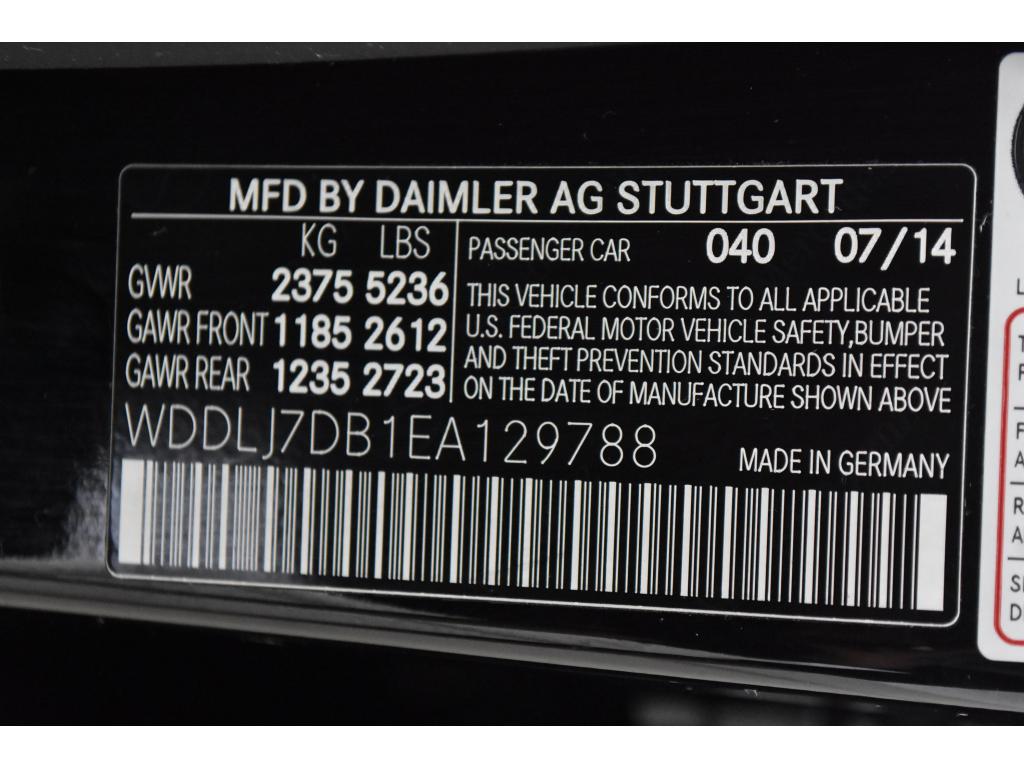 MFD BY DAIMLER AG STUTTGART
KG LBS
GVWR 2375 5236
GAWR FRONT 1185 2612
GAWR REAR 1235 2723
PASSENGER CAR 040 07/14
THIS VEHICLE CONFORMS TO ALL APPLICABLE
U.S. FEDERAL MOTOR VEHICLE SAFETY,BUMPER
AND THEFT PREVENTION STANDARDS IN EFFECT
ON THE DATE OF MANUFACTURE SHOWN ABOVE
WDDLJ7DB1EA129788
MADE IN GERMANY